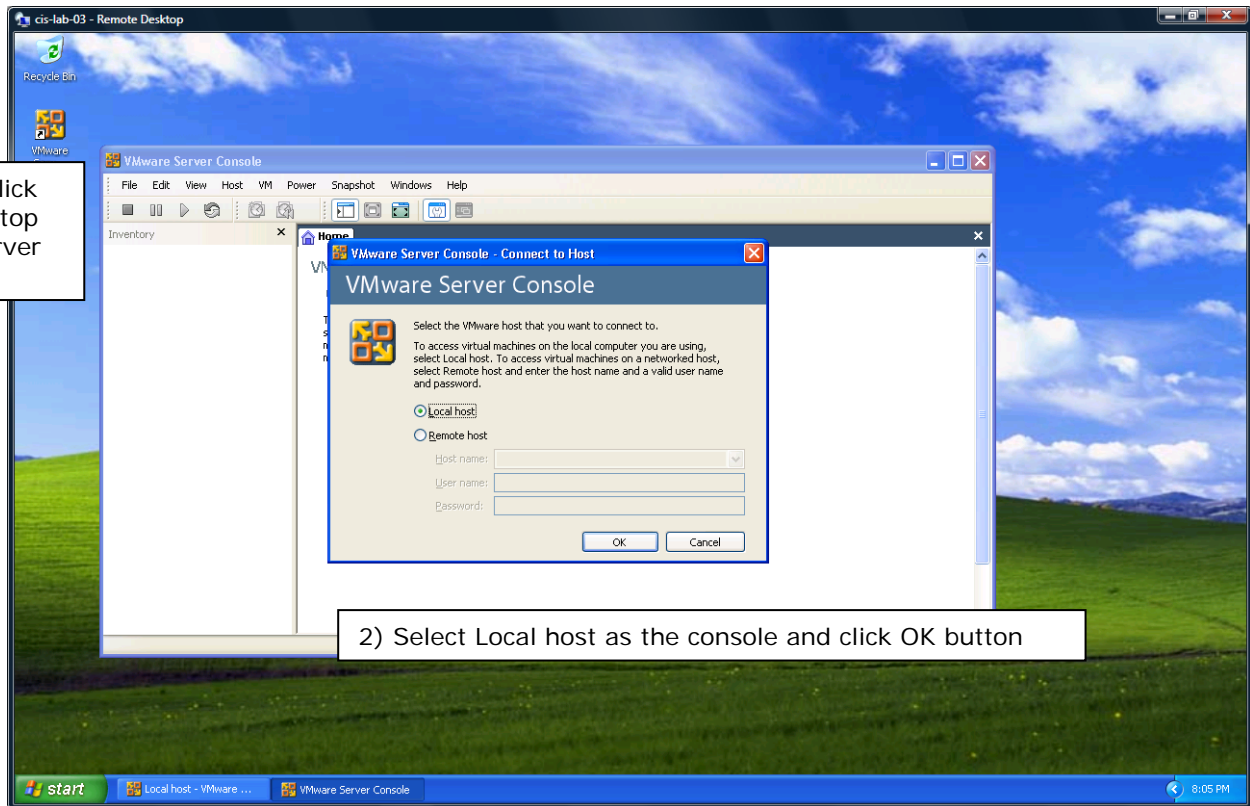 cis-lab-03 - Remote Desktop
Recycle Bin
VMware
lick
top
rver
VMware Server Console
File Edit View Host VM Power Snapshot Windows Help
Inventory
Home
VMware Server Console - Connect to Host
VMware Server Console
Select the VMware host that you want to connect to.
To access virtual machines on the local computer you are using,
select Local host. To access virtual machines on a networked host,
select Remote host and enter the host name and a valid user name
and password.
Local host
Remote host
Host name:
User name:
Password:
OK Cancel
2) Select Local host as the console and click OK button
start
Local host - VMware ...
VMware Server Console
8:05 PM